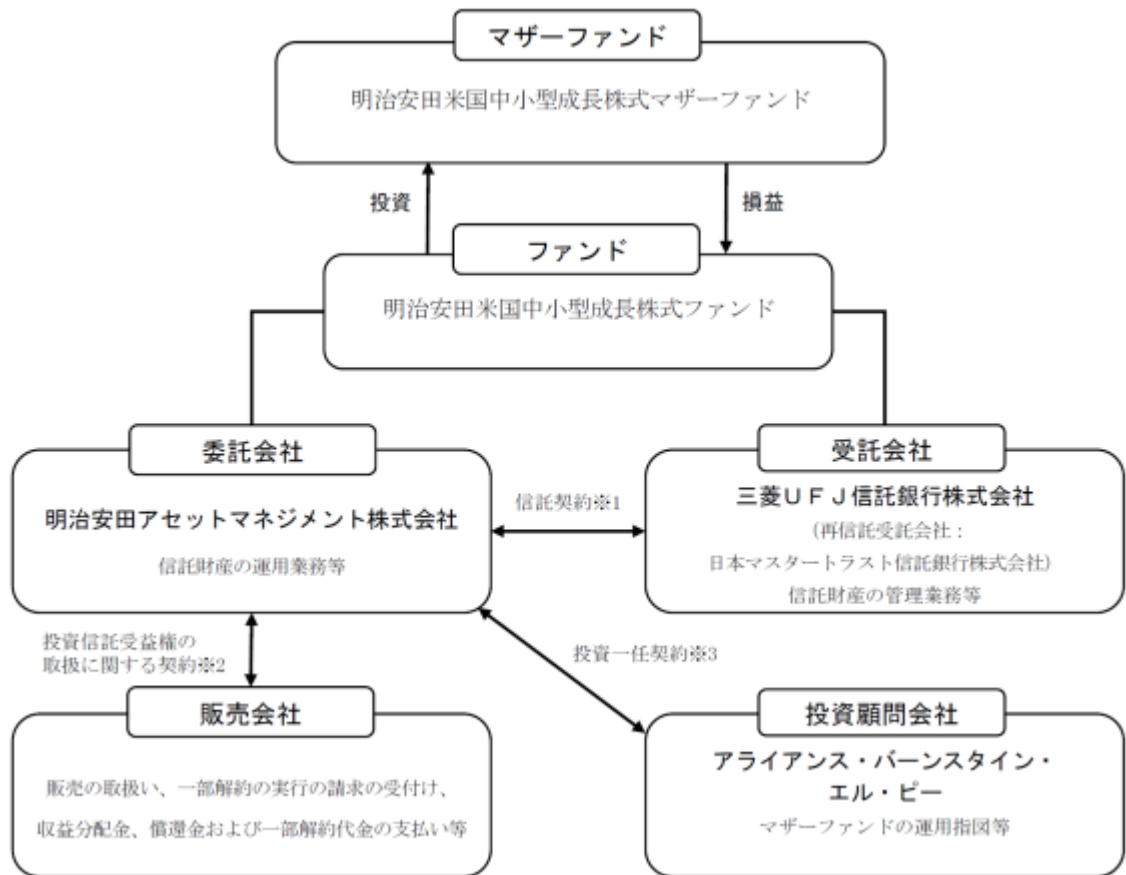 マザーファンド
明治安田米国中小型成長株式マザーファンド
投資
損益
ファンド
明治安田米国中小型成長株式ファンド
委託会社
明治安田アセットマネジメント株式会社
信託財産の運用業務等
信託契約※1
受託会社
三菱UFJ信託銀行株式会社
(再信託受託会社:
日本マスタートラスト信託銀行株式会社)
信託財産の管理業務等
投資信託受益権の
取扱に関する契約※2
投資一任契約※3
販売会社
販売の取扱い、一部解約の実行の請求の受付け、
収益分配金、償還金および一部解約代金の支払い等
投資顧問会社
アライアンス・バーンスタイン・
エル・ピー
マザーファンドの運用指図等